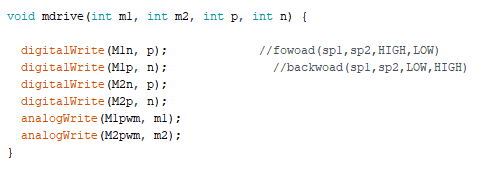 void mdrive(int m1, int m2, int p, int n) {
digitalWrite(M1n, p); //fowoad(sp1,sp2,HIGH,LOW)
digitalWrite(M1p, n); //backwoad(sp1,sp2,LOW,HIGH)
digitalWrite(M2n, p);
digitalWrite(M2p, n);
analogWrite(M1pwm, m1);
analogWrite(M2pwm, m2);
}